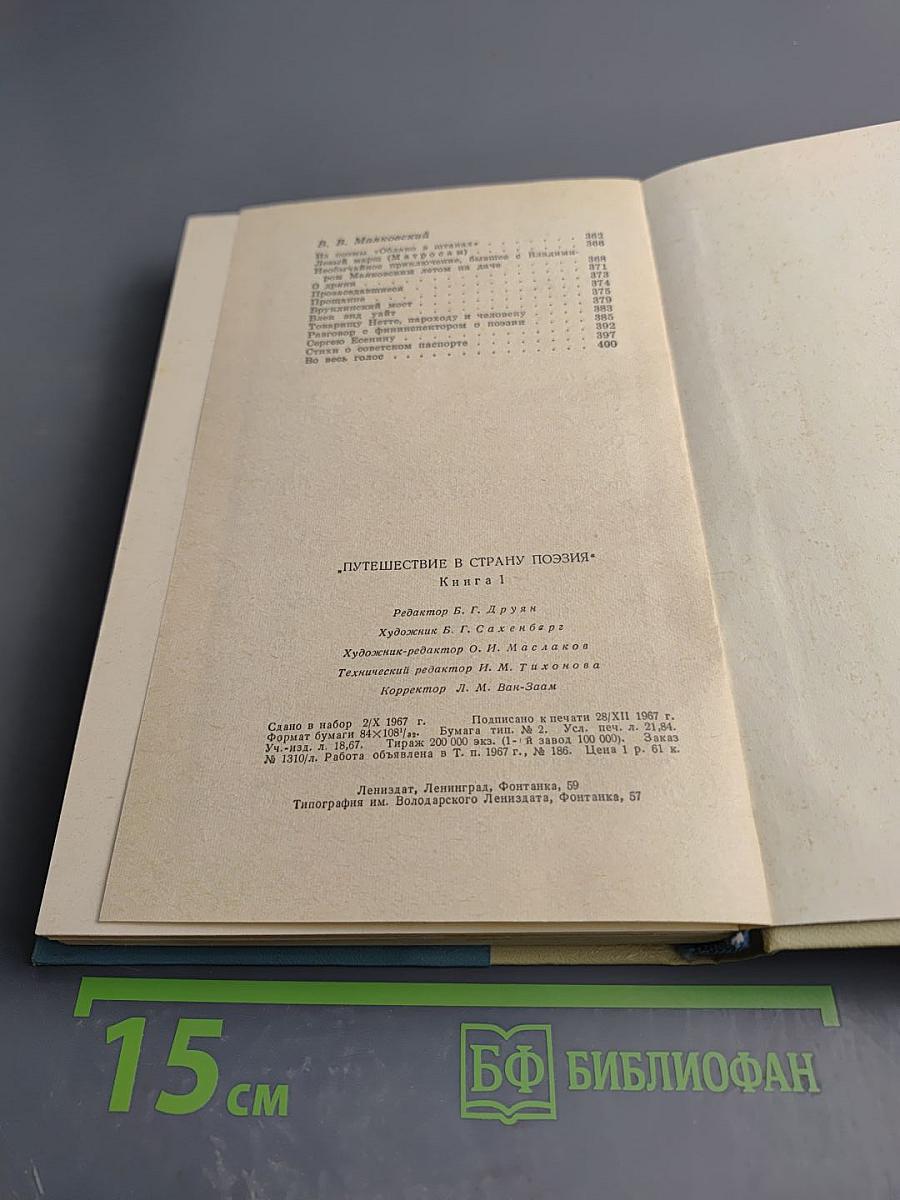 В. В. Маяковский
Из поэмы «Облако в штанах» . . . . . . . . 362
Левый марш (Матросам) . . . . . . . . 366
Необычайное приключение, бывшее с Владими-
ром Маяковским летом на даче . . . . . . 368
О дряни . . . . . . . . 371
Прозаседавшиеся . . . . . . . . 373
Прощание . . . . . . . . 374
Бруклинский мост . . . . . . . . 375
Блек энд уайт . . . . . . . . 379
Товарищу Нетте, пароходу и человеку . . . . 383
Разговор с фининспектором о поэзии . . . . 385
Сергею Есенину . . . . . . . . 392
Стихи о советском паспорте . . . . . . . . 397
Во весь голос . . . . . . . . 400
„ПУТЕШЕСТВИЕ В СТРАНУ ПОЭЗИЯ“
Книга 1
Редактор Б. Г. Друян
Художник Б. Г. Сахенберг
Художник-редактор О. И. Маслаков
Технический редактор И. М. Тихонова
Корректор Л. М. Ван-Заам
Сдано в набор 2/X 1967 г. Подписано к печати 28/XII 1967 г.
Формат бумаги 84×108¹/₃₂. Бумага тип. № 2. Усл. печ. л. 21,84.
Уч.-изд. л. 18,67. Тираж 200 000 экз. (1-й завод 100 000). Заказ
№ 1310/л. Работа объявлена в Т. п. 1967 г., № 186. Цена 1 р. 61 к.
Лениздат, Ленинград, Фонтанка, 59
Типография им. Володарского Лениздата, Фонтанка, 57
15 см
БФ БИБЛИОФАН